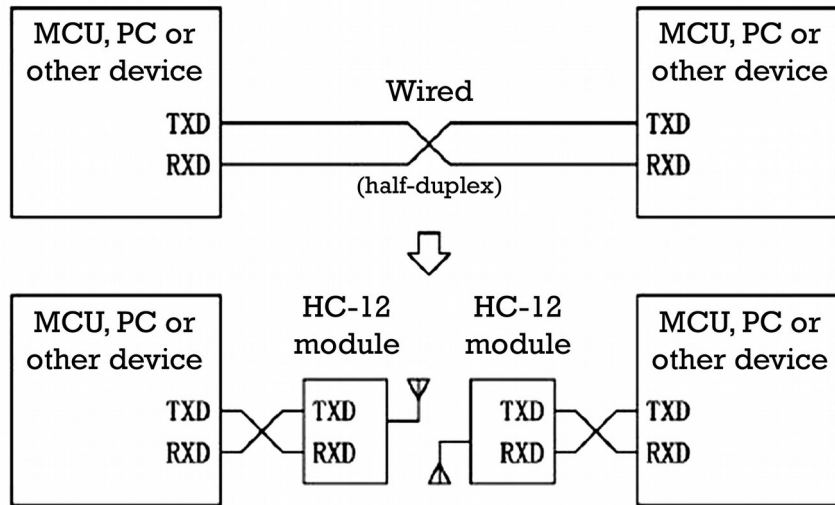 MCU, PC or
other device
TXD
RXD
Wired
(half-duplex)
MCU, PC or
other device
TXD
RXD
MCU, PC or
other device
TXD
RXD
HC-12
module
TXD
RXD
HC-12
module
TXD
RXD
MCU, PC or
other device
TXD
RXD